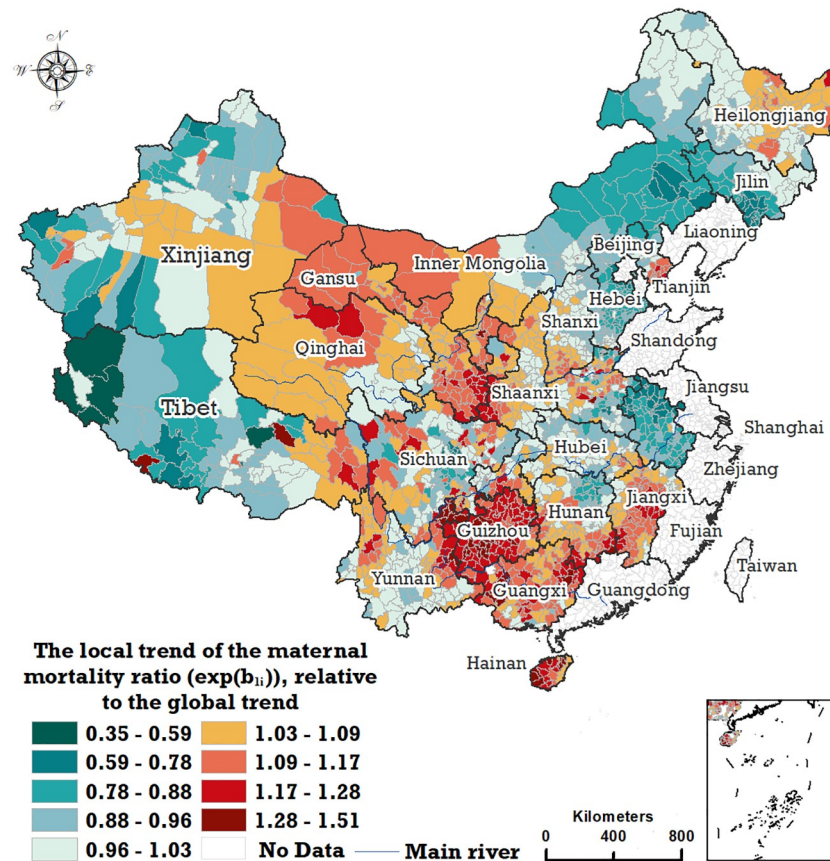 N
W E
S
Heilongjiang
Jilin
Liaoning
Beijing
Xinjiang
Inner Mongolia
Gansu
Tianjin
Hebei
Shanxi
Qinghai
Shandong
Shaanxi
Jiangsu
Tibet
Shanghai
Hubei
Sichuan
Zhejiang
Jiangxi
Hunan
Guizhou
Fujian
Yunnan
Taiwan
Guangxi
Guangdong
Hainan
The local trend of the maternal
mortality ratio (exp(b₁ᵢ)), relative
to the global trend
0.35 - 0.59 1.03 - 1.09
0.59 - 0.78 1.09 - 1.17
0.78 - 0.88 1.17 - 1.28
0.88 - 0.96 1.28 - 1.51
0.96 - 1.03 No Data Main river
Kilometers
0 400 800